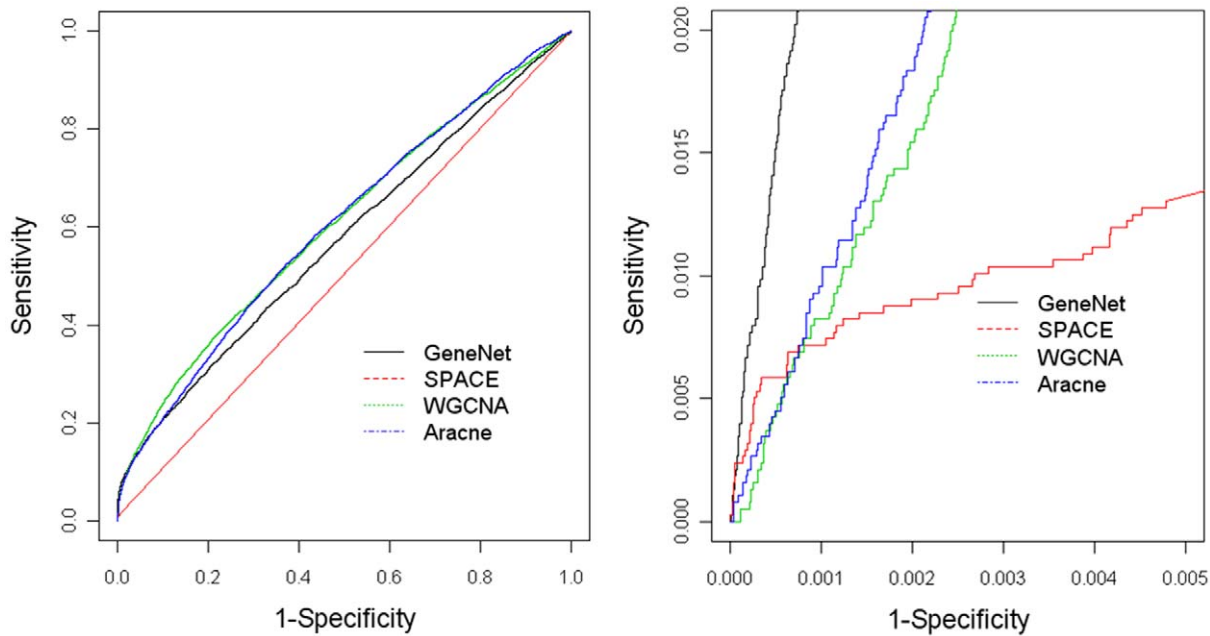 Sensitivity
1.0
0.8
0.6
0.4
0.2
0.0
GeneNet
SPACE
WGCNA
Aracne
0.0 0.2 0.4 0.6 0.8 1.0
1-Specificity
Sensitivity
0.020
0.015
0.010
0.005
0.000
GeneNet
SPACE
WGCNA
Aracne
0.000 0.001 0.002 0.003 0.004 0.005
1-Specificity